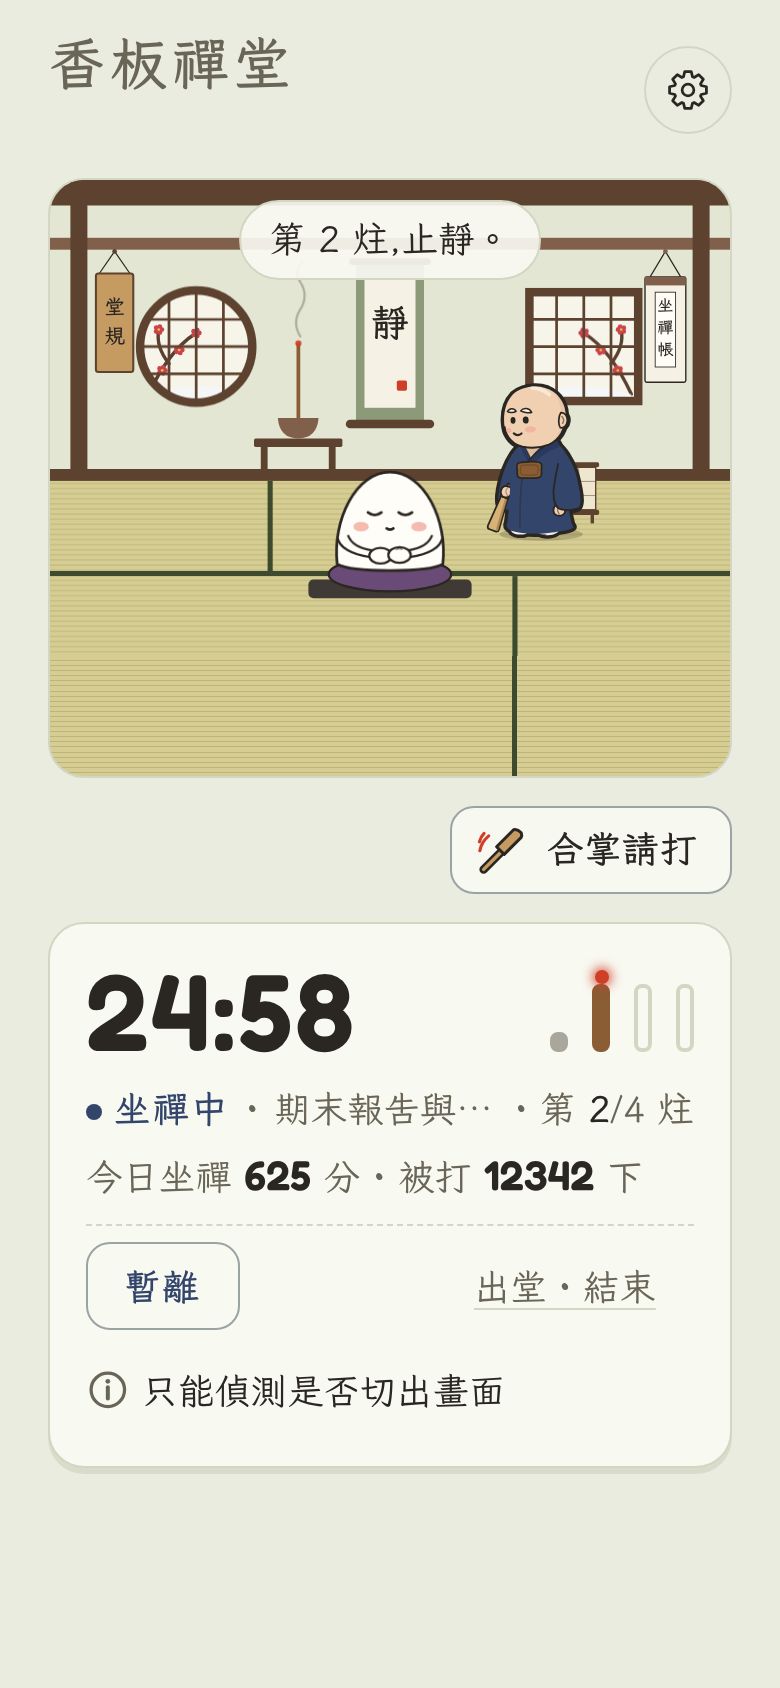 香板禪堂
第 2 炷,止靜。
堂規
靜
坐禪帳
合掌請打
24:58
坐禪中 · 期末報告與… · 第 2/4 炷
今日坐禪 625 分 · 被打 12342 下
暫離
出堂 · 結束
只能偵測是否切出畫面